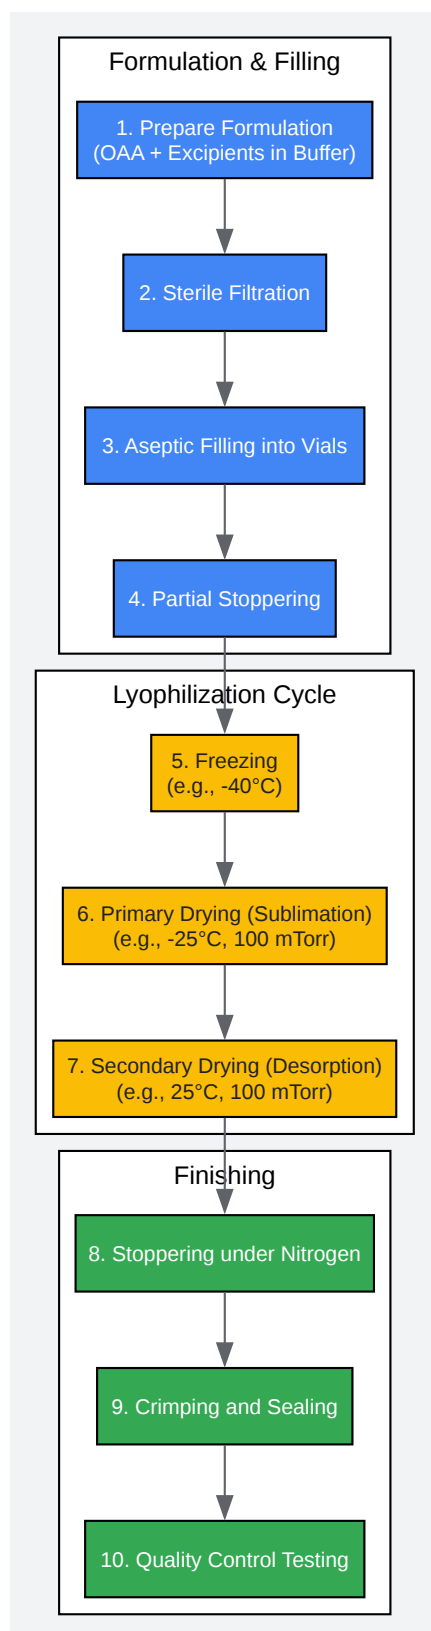 Formulation & Filling
1. Prepare Formulation
(OAA + Excipients in Buffer)
2. Sterile Filtration
3. Aseptic Filling into Vials
4. Partial Stoppering
Lyophilization Cycle
5. Freezing
(e.g., -40°C)
6. Primary Drying (Sublimation)
(e.g., -25°C, 100 mTorr)
7. Secondary Drying (Desorption)
(e.g., 25°C, 100 mTorr)
Finishing
8. Stoppering under Nitrogen
9. Crimping and Sealing
10. Quality Control Testing